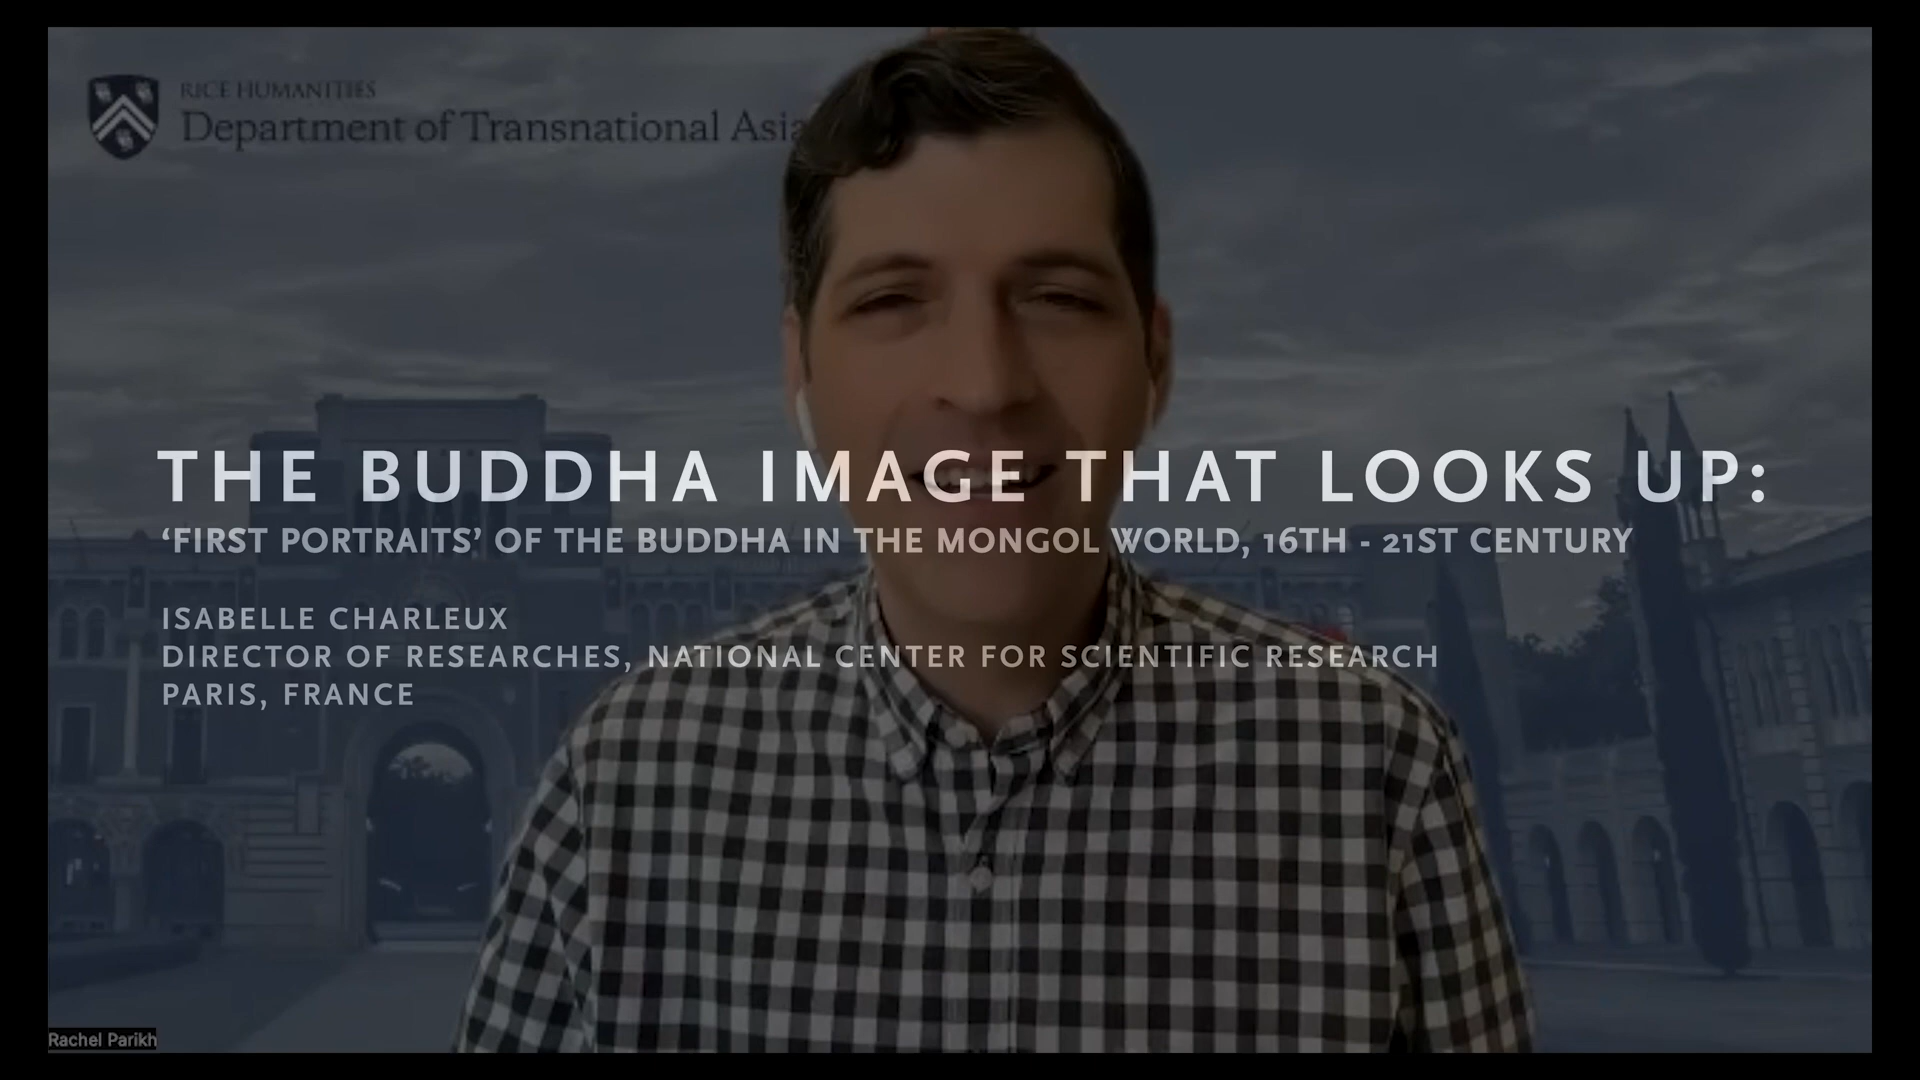 RICE HUMANITIES
Department of Transnational Asia
THE BUDDHA IMAGE THAT LOOKS UP:
‘FIRST PORTRAITS’ OF THE BUDDHA IN THE MONGOL WORLD, 16TH - 21ST CENTURY
ISABELLE CHARLEUX
DIRECTOR OF RESEARCHES, NATIONAL CENTER FOR SCIENTIFIC RESEARCH
PARIS, FRANCE
Rachel Parikh